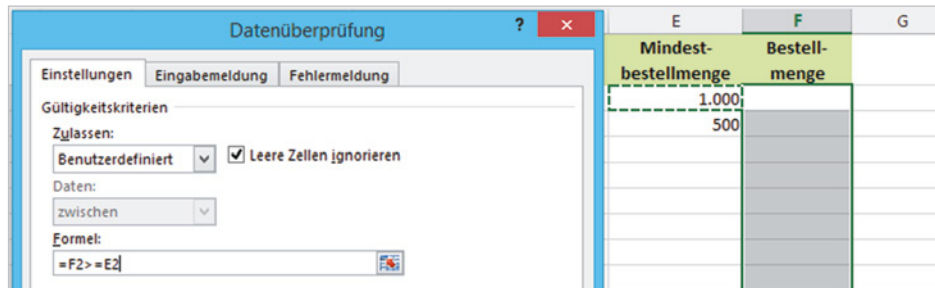 Datenüberprüfung ? ×
Einstellungen Eingabemeldung Fehlermeldung
Gültigkeitskriterien
Zulassen:
Benutzerdefiniert Leere Zellen ignorieren
Daten:
zwischen
Formel:
=F2>=E2
E F G
Mindest- Bestell-
bestellmenge menge
1.000
500